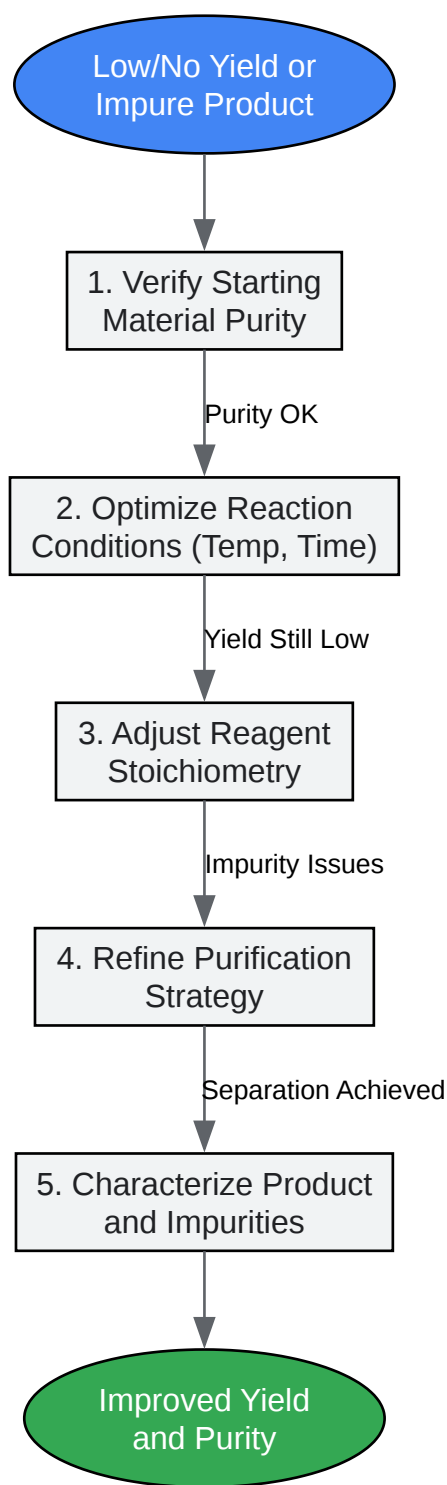 Low/No Yield or
Impure Product
1. Verify Starting
Material Purity
Purity OK
2. Optimize Reaction
Conditions (Temp, Time)
Yield Still Low
3. Adjust Reagent
Stoichiometry
Impurity Issues
4. Refine Purification
Strategy
Separation Achieved
5. Characterize Product
and Impurities
Improved Yield
and Purity